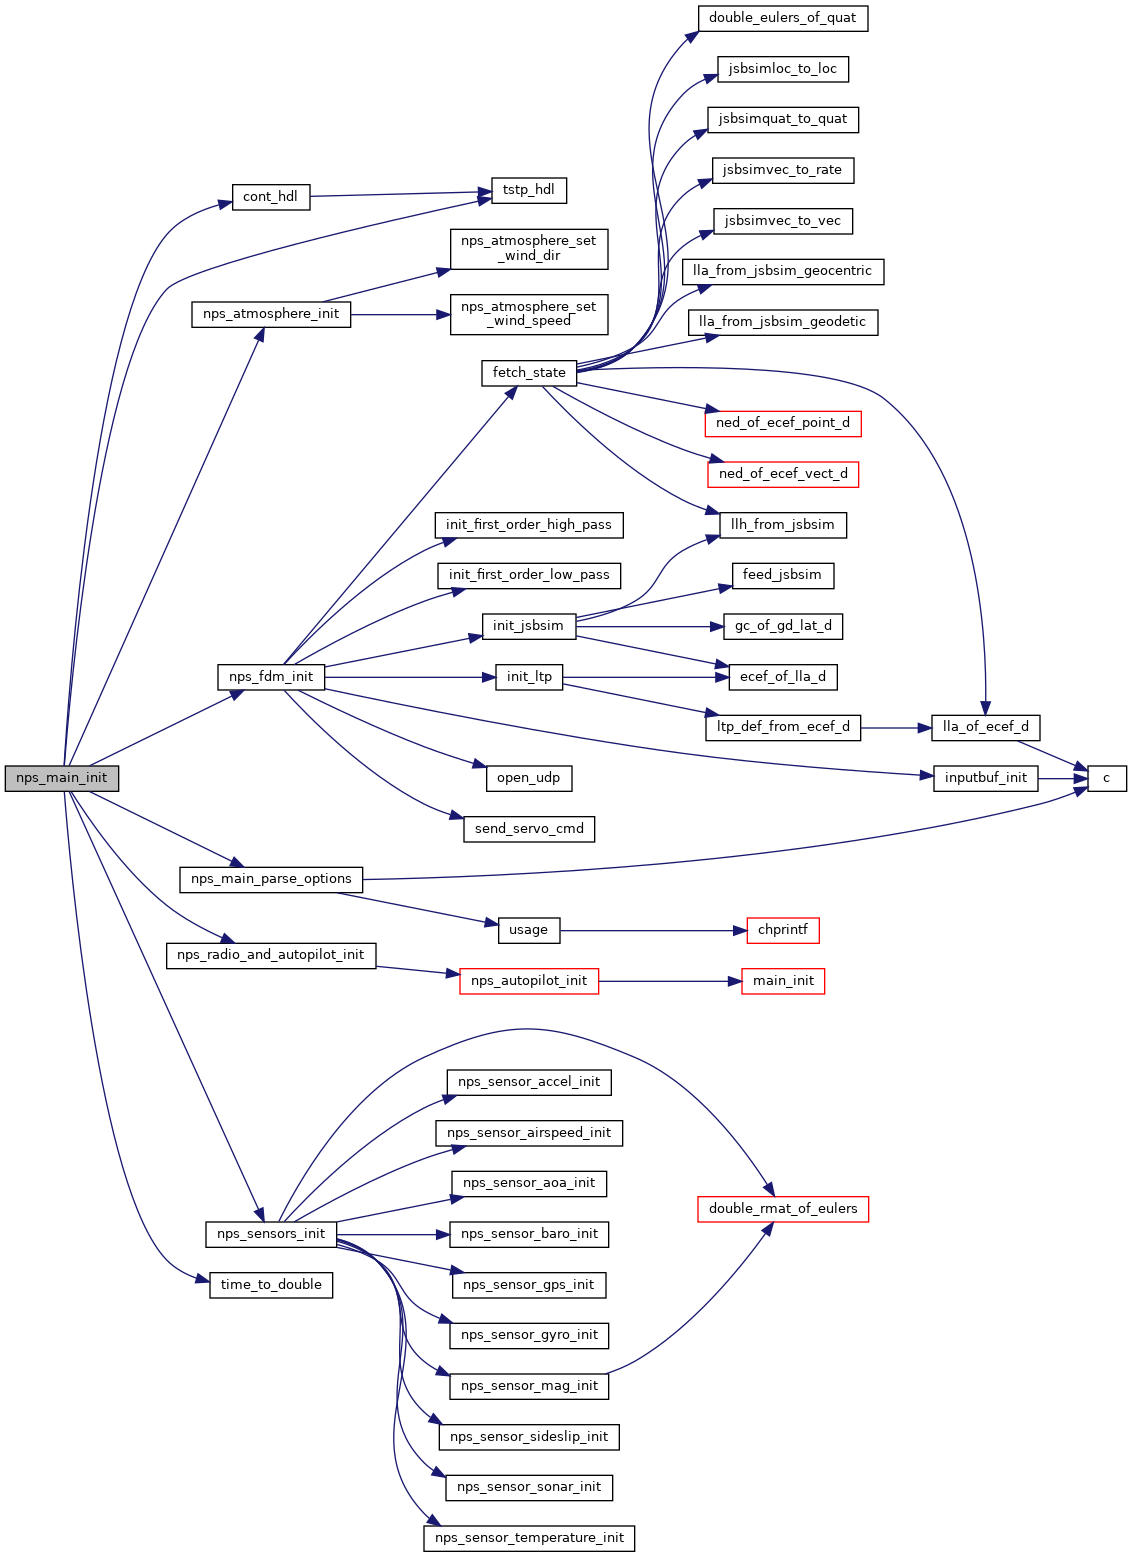 double_eulers_of_quat
jsbsimloc_to_loc
jsbsimquat_to_quat
jsbsimvec_to_rate
cont_hdl
tstp_hdl
jsbsimvec_to_vec
nps_atmosphere_set
_wind_dir
lla_from_jsbsim_geocentric
nps_atmosphere_init
nps_atmosphere_set
_wind_speed
lla_from_jsbsim_geodetic
fetch_state
ned_of_ecef_point_d
ned_of_ecef_vect_d
init_first_order_high_pass
llh_from_jsbsim
init_first_order_low_pass
feed_jsbsim
init_jsbsim
gc_of_gd_lat_d
nps_fdm_init
init_ltp
ecef_of_lla_d
ltp_def_from_ecef_d
lla_of_ecef_d
nps_main_init
open_udp
inputbuf_init
c
send_servo_cmd
nps_main_parse_options
usage
chprintf
nps_radio_and_autopilot_init
nps_autopilot_init
main_init
nps_sensor_accel_init
nps_sensor_airspeed_init
nps_sensor_aoa_init
double_rmat_of_eulers
nps_sensors_init
nps_sensor_baro_init
time_to_double
nps_sensor_gps_init
nps_sensor_gyro_init
nps_sensor_mag_init
nps_sensor_sideslip_init
nps_sensor_sonar_init
nps_sensor_temperature_init